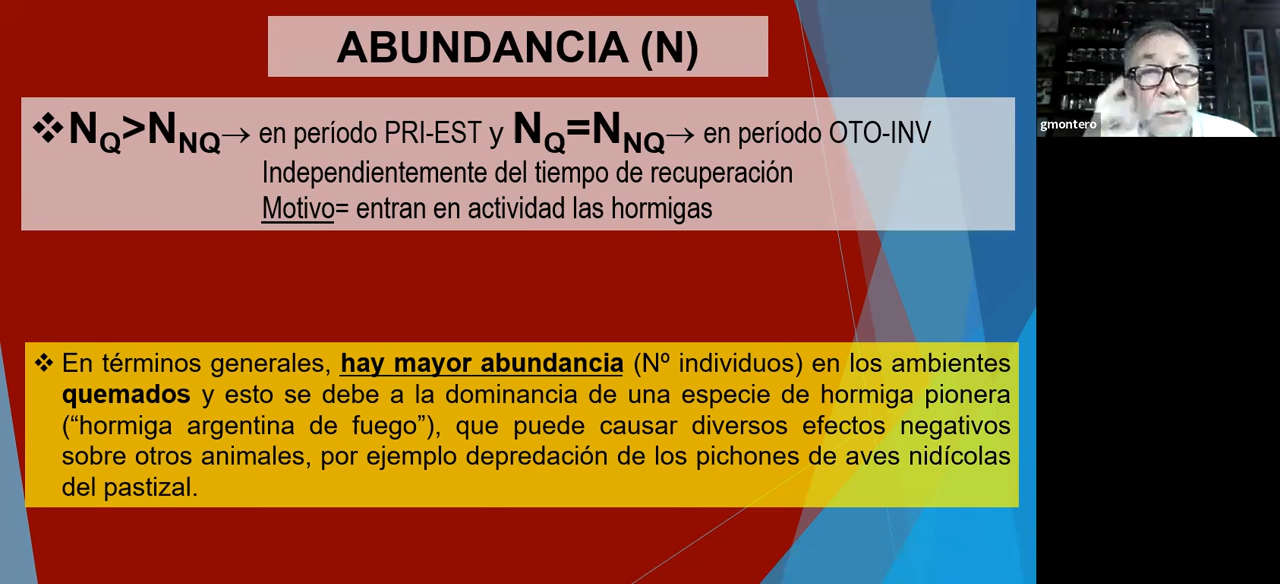 ABUNDANCIA (N)
❖NQ>NNQ→ en período PRI-EST y NQ=NNQ→ en período OTO-INV
Independientemente del tiempo de recuperación
Motivo= entran en actividad las hormigas
gmontero
❖ En términos generales, hay mayor abundancia (Nº individuos) en los ambientes
quemados y esto se debe a la dominancia de una especie de hormiga pionera
(“hormiga argentina de fuego”), que puede causar diversos efectos negativos
sobre otros animales, por ejemplo depredación de los pichones de aves nidícolas
del pastizal.